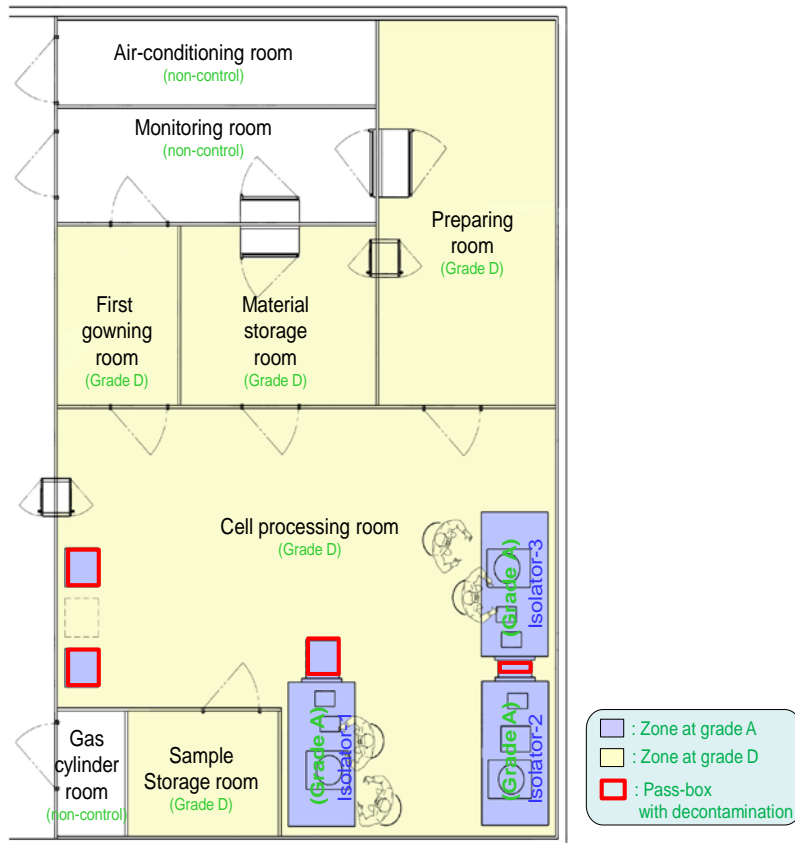 Air-conditioning room
(non-control)
Monitoring room
(non-control)
Preparing
room
(Grade D)
First
gowning
room
(Grade D)
Material
storage
room
(Grade D)
Cell processing room
(Grade D)
(Grade A)
Isolator-3
(Grade A)
Isolator-1
(Grade A)
Isolator-2
Gas
cylinder
room
(non-control)
Sample
Storage room
(Grade D)
: Zone at grade A
: Zone at grade D
: Pass-box
with decontamination